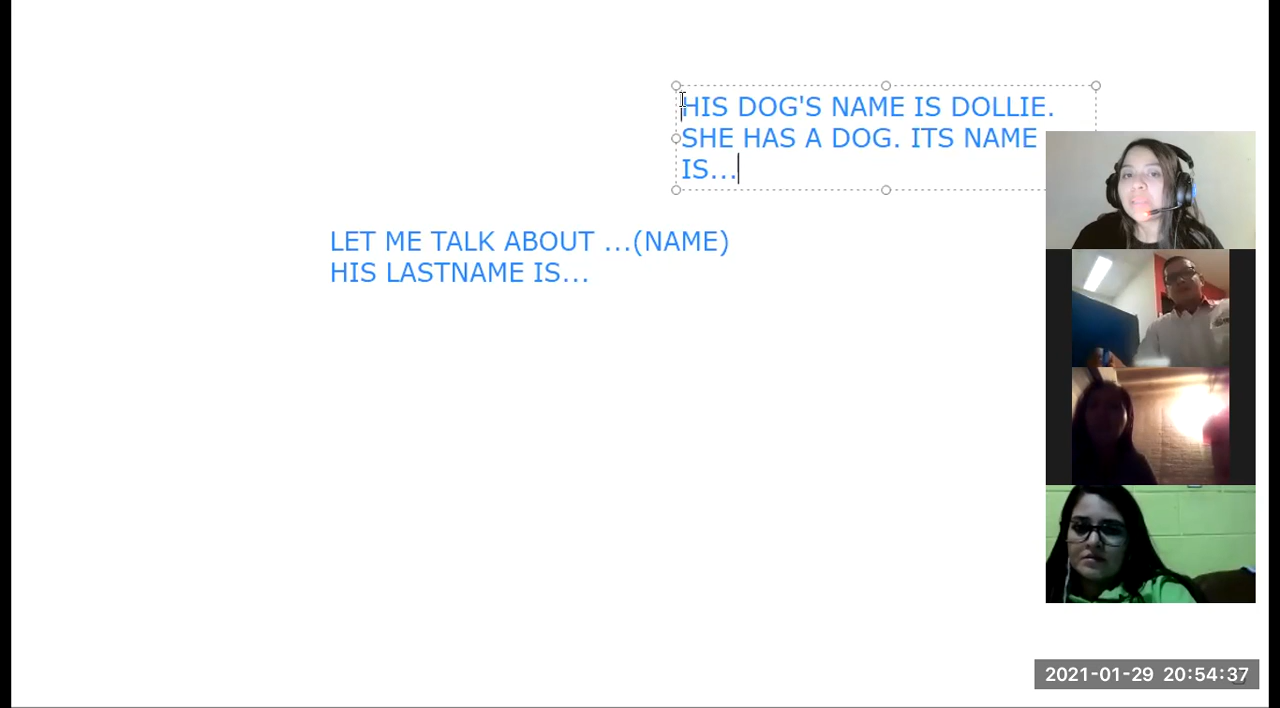 HIS DOG'S NAME IS DOLLIE.
SHE HAS A DOG. ITS NAME
IS...
LET ME TALK ABOUT ...(NAME)
HIS LASTNAME IS...
2021-01-29 20:54:37